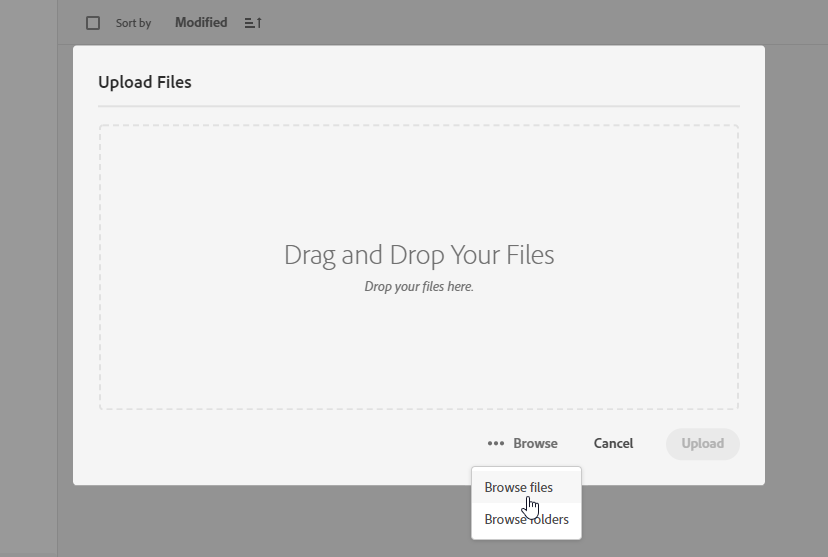 Sort by Modified
Upload Files
Drag and Drop Your Files
Drop your files here.
Browse Cancel Upload
Browse files
Browse folders